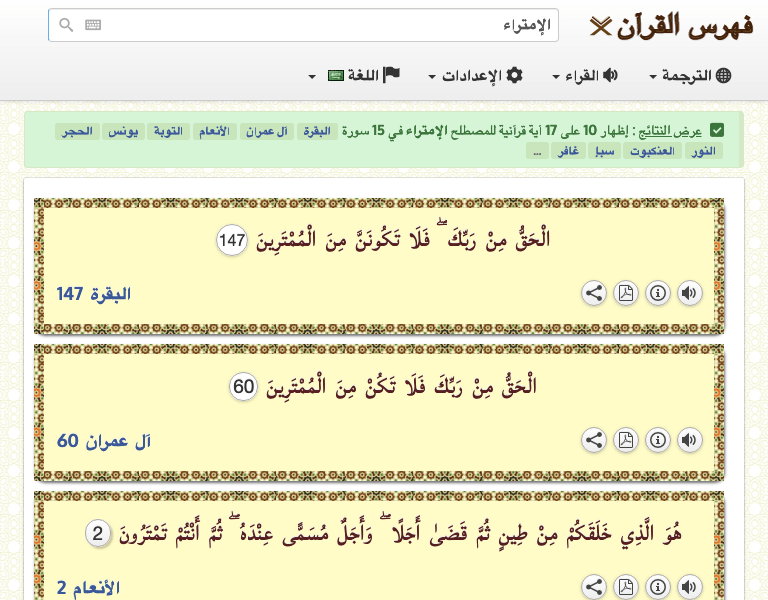 فهرس القرآن
الإمتراء
الترجمة القراء الإعدادات اللغة
عرض النتائج : إظهار 10 على 17 آية قرآنية للمصطلح الإمتراء في 15 سورة البقرة آل عمران الأنعام التوبة يونس الحجر
النور العنكبوت سبإ غافر ...
الْحَقُّ مِنْ رَبِّكَ ۖ فَلَا تَكُونَنَّ مِنَ الْمُمْتَرِينَ 147
البقرة 147
الْحَقُّ مِنْ رَبِّكَ فَلَا تَكُنْ مِنَ الْمُمْتَرِينَ 60
آل عمران 60
هُوَ الَّذِي خَلَقَكُمْ مِنْ طِينٍ ثُمَّ قَضَىٰ أَجَلًا ۖ وَأَجَلٌ مُسَمًّى عِنْدَهُ ۖ ثُمَّ أَنْتُمْ تَمْتَرُونَ 2
الأنعام 2